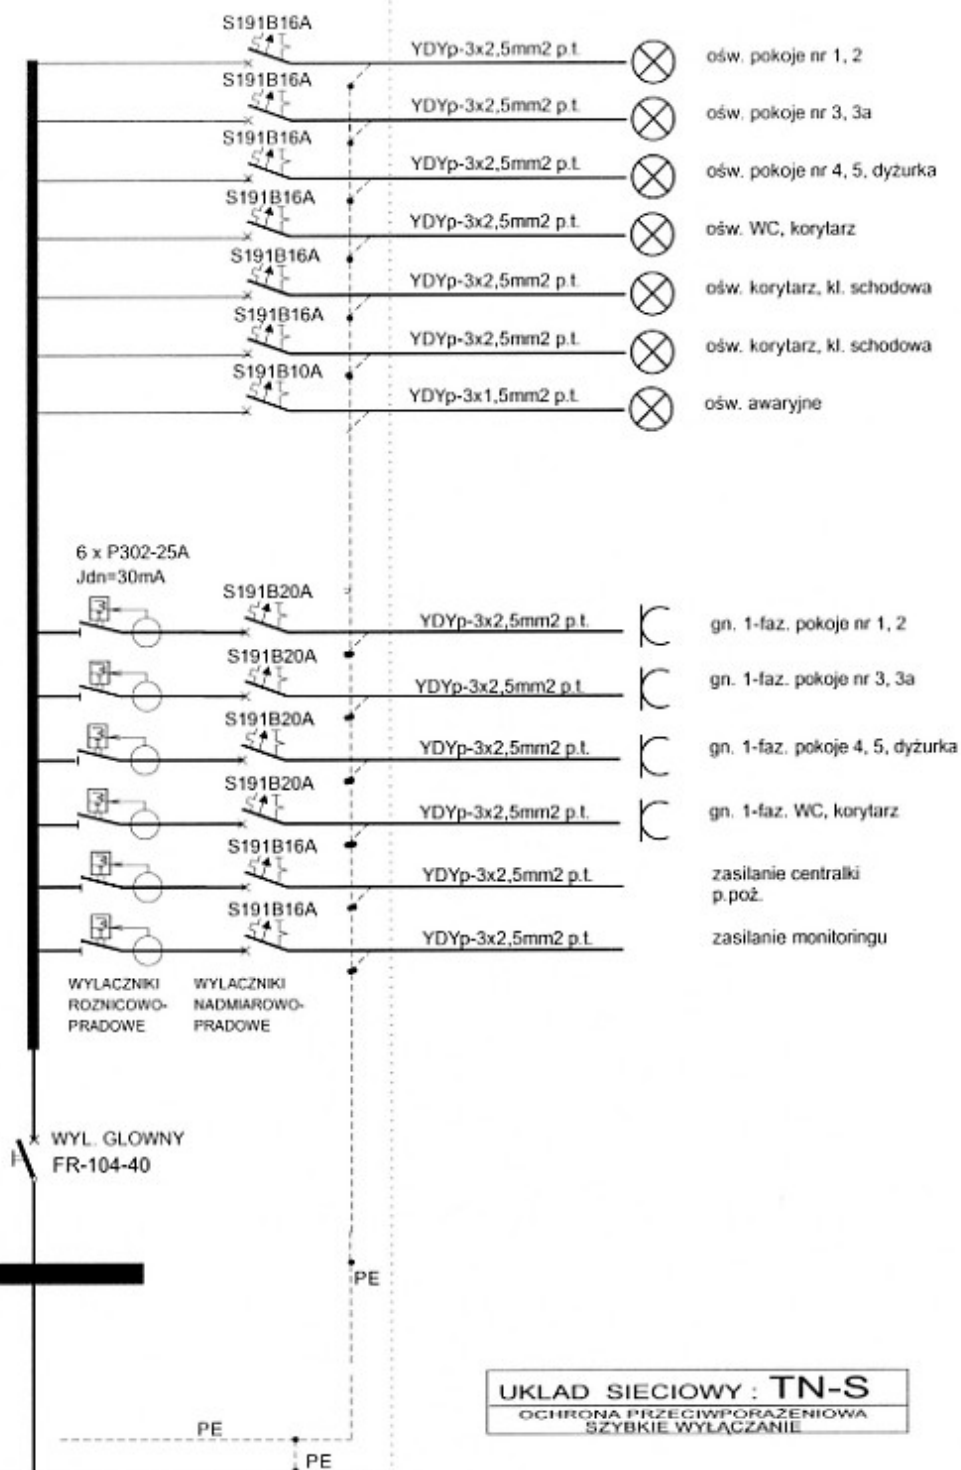 S191B16A
YDYp-3x2,5mm2 p.t.
ośw. pokoje nr 1, 2
S191B16A
YDYp-3x2,5mm2 p.t.
ośw. pokoje nr 3, 3a
S191B16A
YDYp-3x2,5mm2 p.t.
ośw. pokoje nr 4, 5, dyżurka
S191B16A
YDYp-3x2,5mm2 p.t.
ośw. WC, korytarz
S191B16A
YDYp-3x2,5mm2 p.t.
ośw. korytarz, kl. schodowa
S191B16A
YDYp-3x2,5mm2 p.t.
ośw. korytarz, kl. schodowa
S191B10A
YDYp-3x1,5mm2 p.t.
ośw. awaryjne
6 x P302-25A
Jdn=30mA
S191B20A
YDYp-3x2,5mm2 p.t.
gn. 1-faz. pokoje nr 1, 2
S191B20A
YDYp-3x2,5mm2 p.t.
gn. 1-faz. pokoje nr 3, 3a
S191B20A
YDYp-3x2,5mm2 p.t.
gn. 1-faz. pokoje 4, 5, dyżurka
S191B20A
YDYp-3x2,5mm2 p.t.
gn. 1-faz. WC, korytarz
S191B16A
YDYp-3x2,5mm2 p.t.
zasilanie centralki
p.poż.
S191B16A
YDYp-3x2,5mm2 p.t.
zasilanie monitoringu
WYLACZNIKI
ROZNICOWO-
PRADOWE
WYLACZNIKI
NADMIAROWO-
PRADOWE
WYL. GLOWNY
FR-104-40
PE
UKLAD SIECIOWY : TN-S
OCHRONA PRZECIWPORAŻENIOWA
SZYBKIE WYŁĄCZANIE
PE
PE